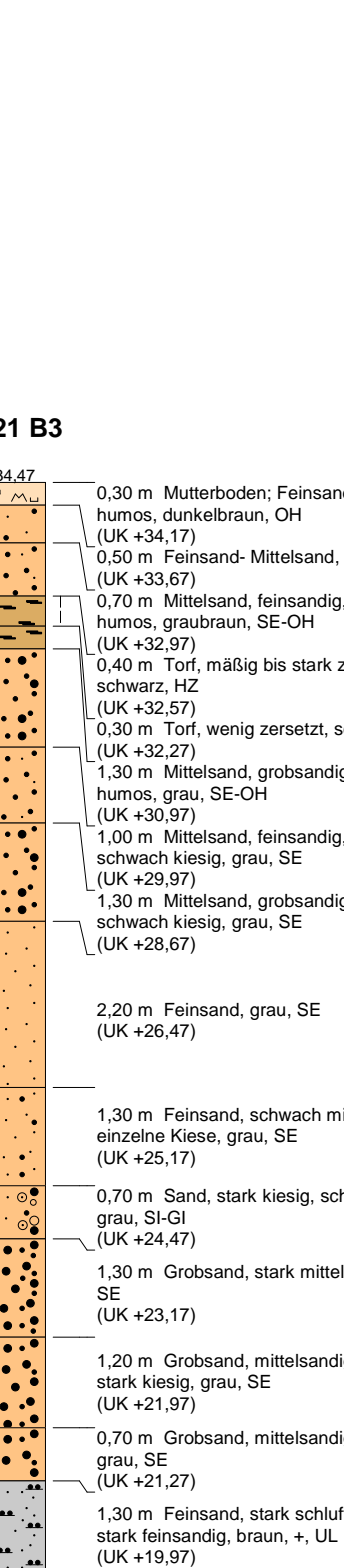 21 B3
34,47
0,30 m Mutterboden; Feinsand
humos, dunkelbraun, OH
(UK +34,17)
0,50 m Feinsand- Mittelsand,
(UK +33,67)
0,70 m Mittelsand, feinsandig,
humos, graubraun, SE-OH
(UK +32,97)
0,40 m Torf, mäßig bis stark
schwarz, HZ
(UK +32,57)
0,30 m Torf, wenig zersetzt,
(UK +32,27)
1,30 m Mittelsand, grobsandig
humos, grau, SE-OH
(UK +30,97)
1,00 m Mittelsand, feinsandig,
schwach kiesig, grau, SE
(UK +29,97)
1,30 m Mittelsand, grobsandig
schwach kiesig, grau, SE
(UK +28,67)
2,20 m Feinsand, grau, SE
(UK +26,47)
1,30 m Feinsand, schwach
einzelne Kiese, grau, SE
(UK +25,17)
0,70 m Sand, stark kiesig,
grau, SI-GI
(UK +24,47)
1,30 m Grobsand, stark mittel
SE
(UK +23,17)
1,20 m Grobsand, mittelsandi
stark kiesig, grau, SE
(UK +21,97)
0,70 m Grobsand, mittelsandi
grau, SE
(UK +21,27)
1,30 m Feinsand, stark schluf
stark feinsandig, braun, +, UL
(UK +19,97)